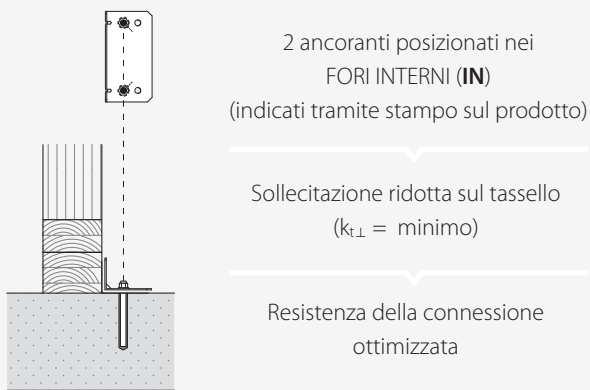 2 ancoranti posizionati nei
FORI INTERNI (IN)
(indicati tramite stampo sul prodotto)
Sollecitazione ridotta sul tassello
(kt⊥ = minimo)
Resistenza della connessione
ottimizzata